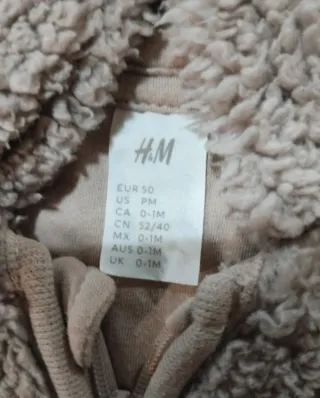 H&M
EUR 50
US PM
CA 0-1M
CN 52/40
MX 0-1M
AUS 0-1M
UK 0-1M